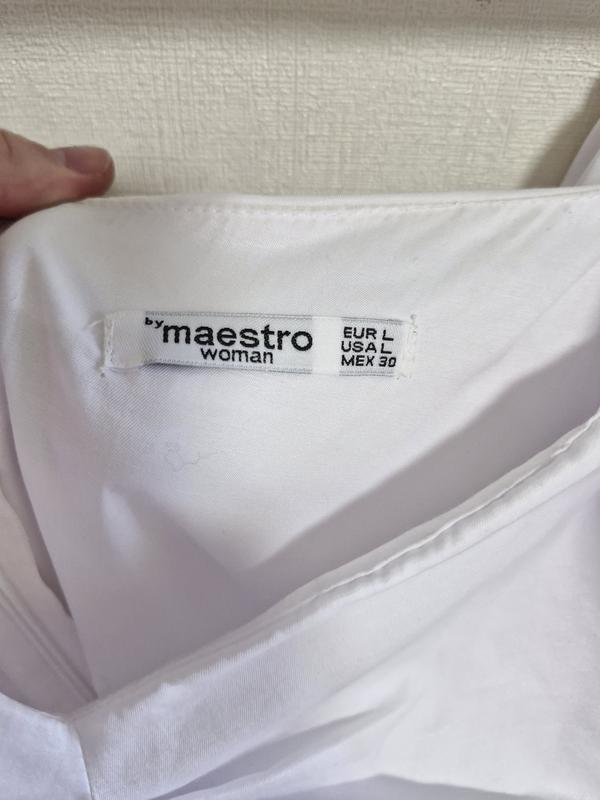 by maestro
woman
EUR L
USA L
MEX 30